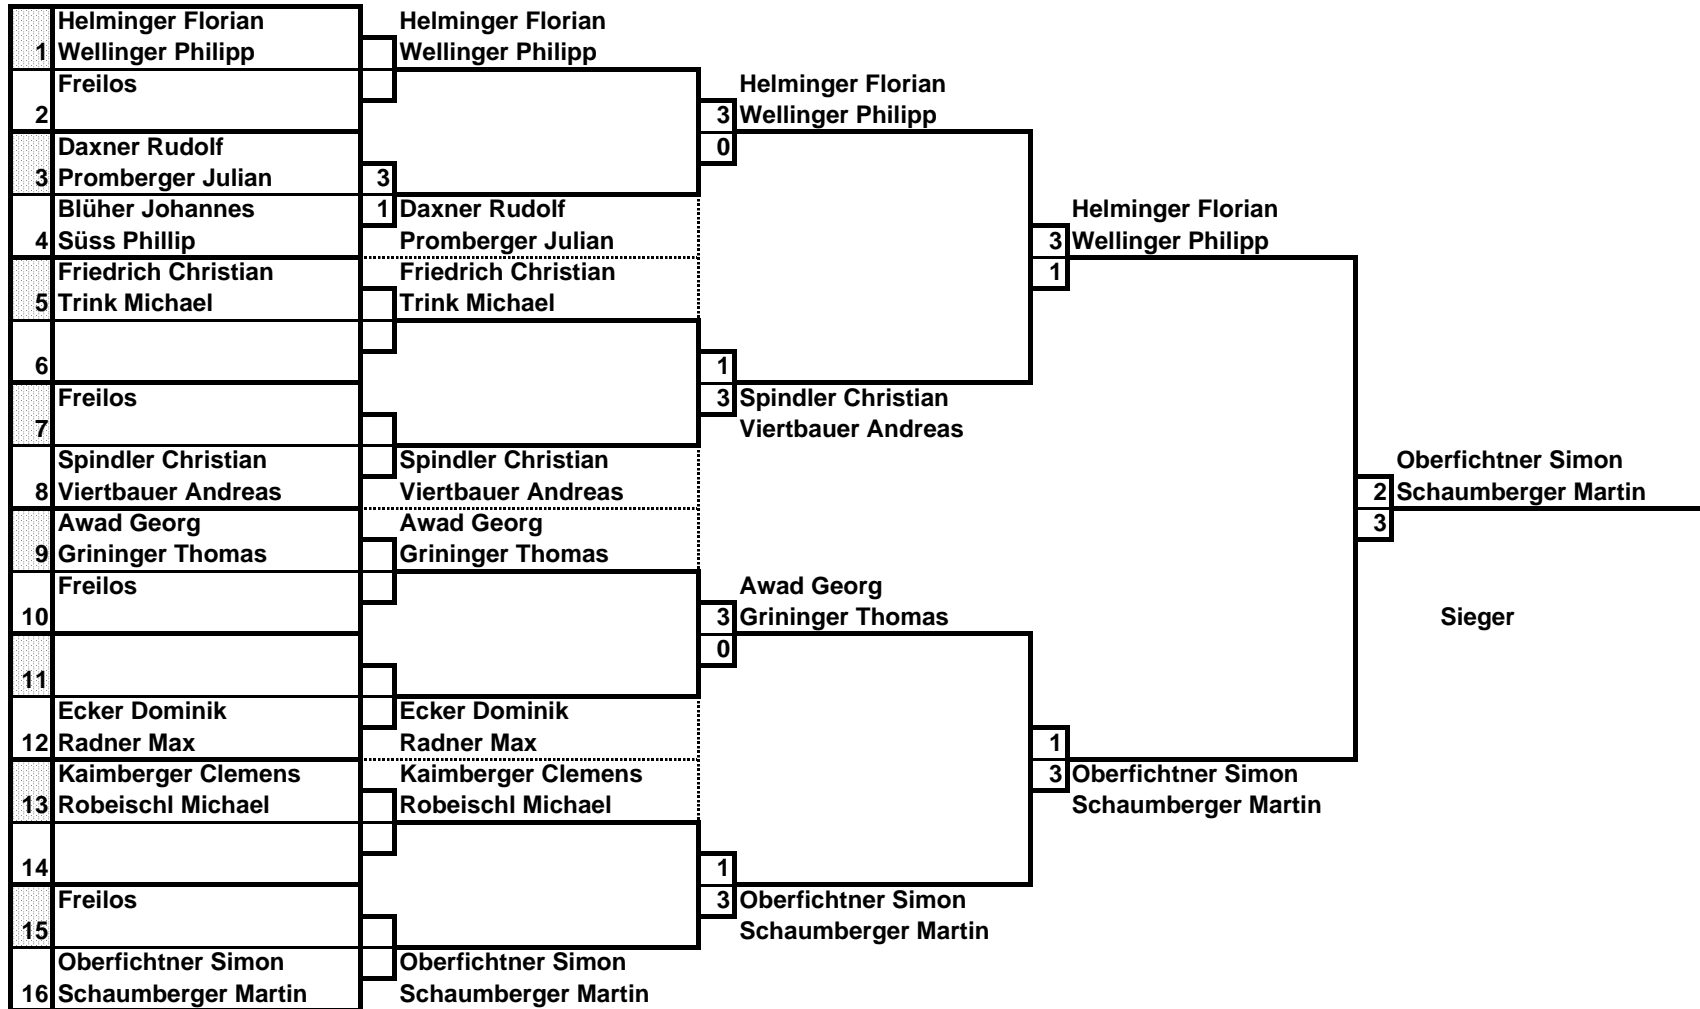 Helminger Florian
1 Wellinger Philipp
Freilos
2
Daxner Rudolf
3 Promberger Julian
Blüher Johannes
4 Süss Phillip
Friedrich Christian
5 Trink Michael
6
Freilos
7
Spindler Christian
8 Viertbauer Andreas
Awad Georg
9 Grininger Thomas
Freilos
10
11
Ecker Dominik
12 Radner Max
Kaimberger Clemens
13 Robeischl Michael
14
Freilos
15
Oberfichtner Simon
16 Schaumberger Martin
Helminger Florian
Wellinger Philipp
3
1 Daxner Rudolf
Promberger Julian
Friedrich Christian
Trink Michael
Spindler Christian
Viertbauer Andreas
Awad Georg
Grininger Thomas
Ecker Dominik
Radner Max
Kaimberger Clemens
Robeischl Michael
Oberfichtner Simon
Schaumberger Martin
Helminger Florian
3 Wellinger Philipp
0
1
3 Spindler Christian
Viertbauer Andreas
Awad Georg
3 Grininger Thomas
0
1
3 Oberfichtner Simon
Schaumberger Martin
Helminger Florian
3 Wellinger Philipp
1
1
3 Oberfichtner Simon
Schaumberger Martin
Oberfichtner Simon
2 Schaumberger Martin
3
Sieger